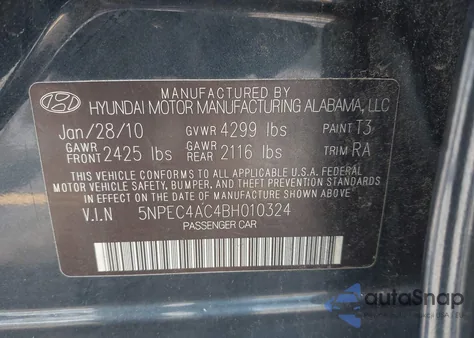 MANUFACTURED BY
HYUNDAI MOTOR MANUFACTURING ALABAMA, LLC
Jan/28/10 GVWR 4299 lbs PAINT T3
GAWR FRONT 2425 lbs GAWR REAR 2116 lbs TRIM RA
THIS VEHICLE CONFORMS TO ALL APPLICABLE U.S.A FEDERAL
MOTOR VEHICLE SAFETY, BUMPER, AND THEFT PREVENTION
STANDARDS IN EFFECT ON THE DATE OF MANUFACTURE SHOWN ABOVE
V.I.N 5NPEC4AC4BH010324
PASSENGER CAR
autaSnap